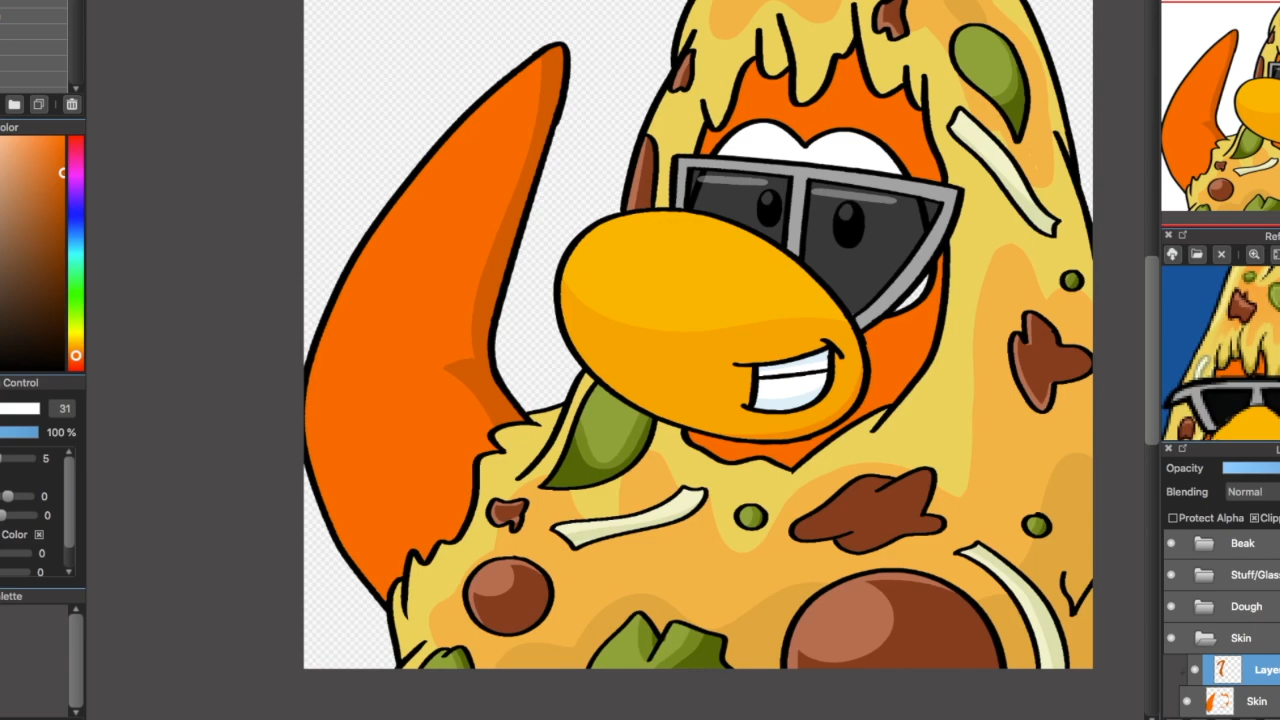 olor
Control
31
100 %
5
0
0
Color
0
0
lette
Ref
Opacity
Blending Normal
Protect Alpha Clip
Beak
Stuff/Glas
Dough
Skin
Laye
Skin